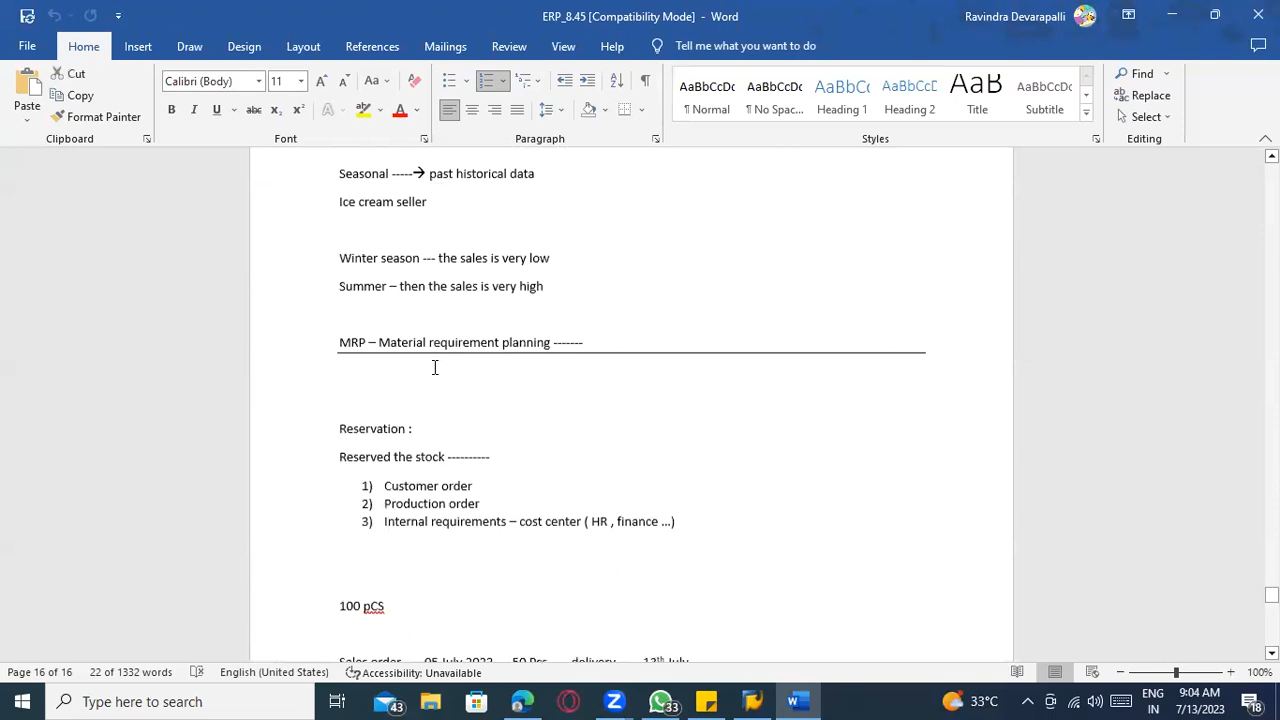 ERP_8.45 [Compatibility Mode] - Word
Ravindra Devarapalli
File Home Insert Draw Design Layout References Mailings Review View Help Tell me what you want to do
Paste
Cut
Copy
Format Painter
Clipboard
Calibri (Body) 11
Font
Paragraph
AaBbCcDc AaBbCcDc AaBbCc AaBbCcD AaB AaBbCcD
¶ Normal ¶ No Spac... Heading 1 Heading 2 Title Subtitle
Styles
Find
Replace
Select
Editing
Seasonal -----→ past historical data
Ice cream seller
Winter season --- the sales is very low
Summer – then the sales is very high
MRP – Material requirement planning -------
Reservation :
Reserved the stock ----------
1) Customer order
2) Production order
3) Internal requirements – cost center ( HR , finance ...)
100 pCS
Page 16 of 16 22 of 1332 words English (United States) Accessibility: Unavailable 100%
Type here to search
43
33
33°C
ENG
IN
9:04 AM
7/13/2023
18